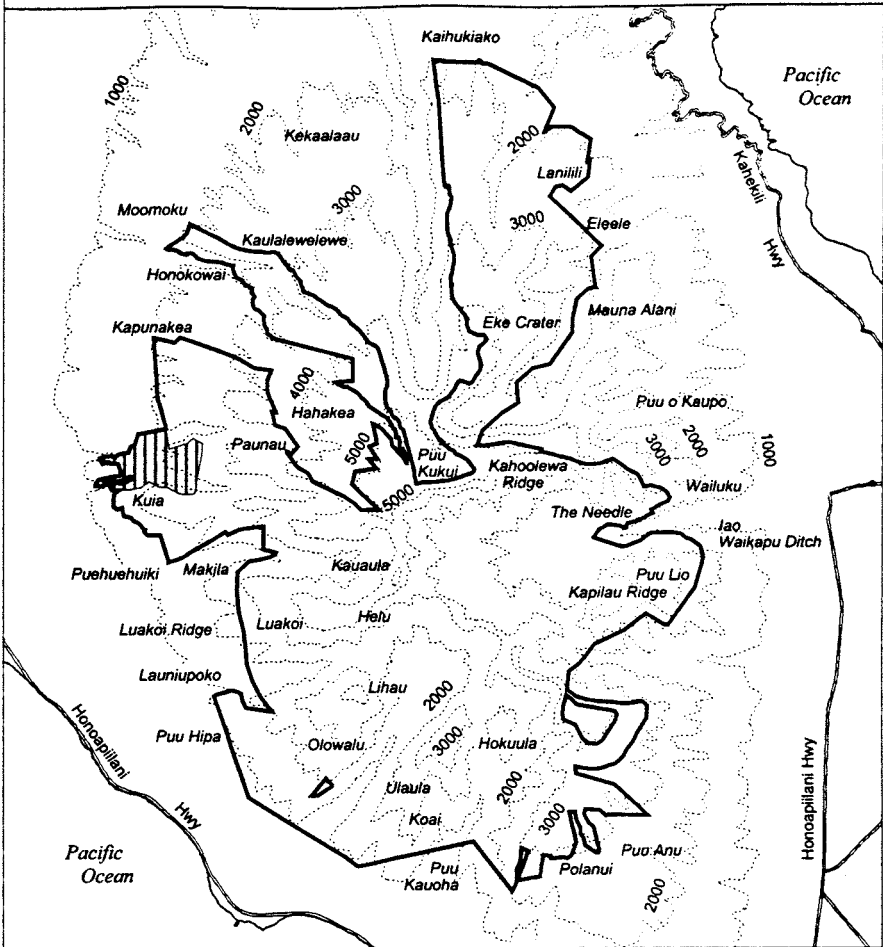 Kaihukiako
Pacific
Ocean
1000
2000
Kekaalaau
2000
Kahekili
Hwy
Lanilili
3000
Moomoku
3000
Eleele
Kaulalewelewe
Honokowai
Mauna Alani
Eke Crater
Kapunakea
4000
Hahakea
Puu o Kaupo
Paunau
5000
Puu
Kukui
3000
2000
1000
Kahoolewa
Ridge
Wailuku
5000
Kuia
The Needle
Iao
Waikapu Ditch
Puehuehuiki
Makila
Kauaula
Puu Lio
Kapilau Ridge
Luakoi Ridge
Luakoi
Helu
Launiupoko
Lihau
2000
Honoapiilani
Hwy
Puu Hipa
Olowalu
3000
Hokuula
Honoapiilani Hwy
Ulaula
2000
Koai
3000
Pacific
Ocean
Puu
Kauoha
Polanui
Puu Anu
2000